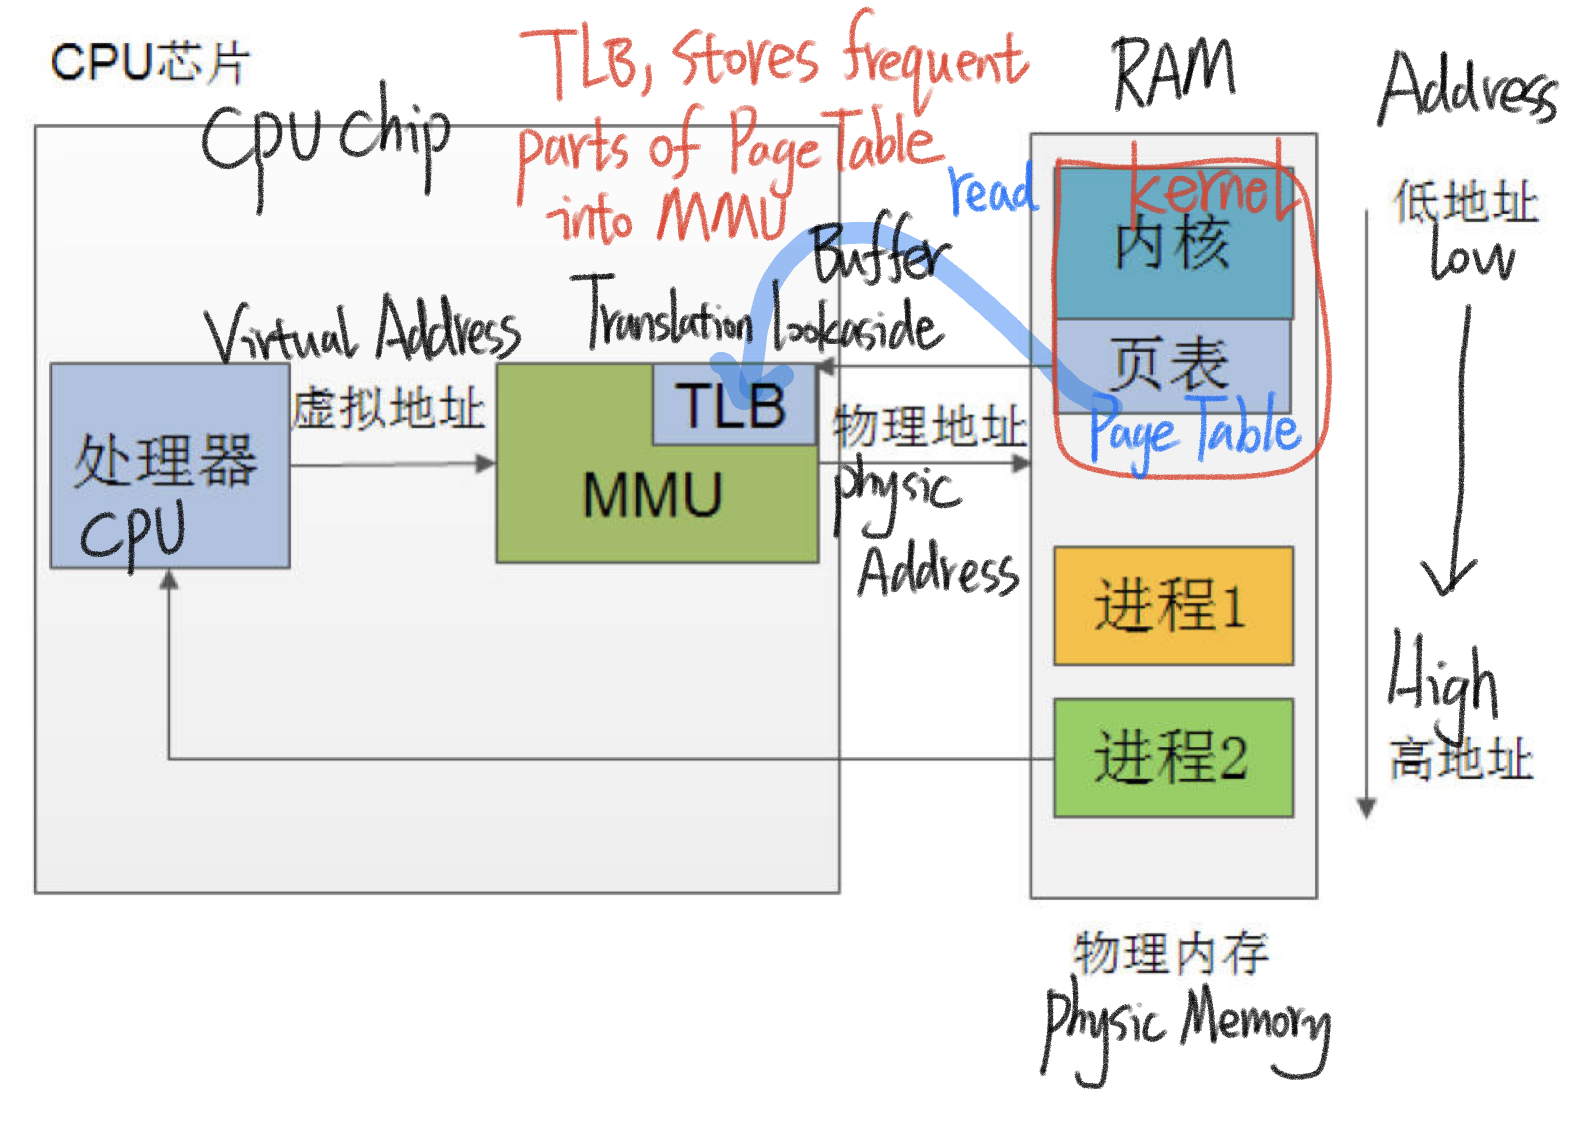 CPU芯片
CPU Chip
TLB, Stores frequent
parts of Page Table
into MMU
RAM
Address
read
kernel
内核
低地址
Low
Buffer
Translation Lookaside
Virtual Address
虚拟地址
处理器
CPU
TLB
MMU
物理地址
physic
Address
页表
Page Table
进程1
进程2
High
高地址
物理内存
Physic Memory